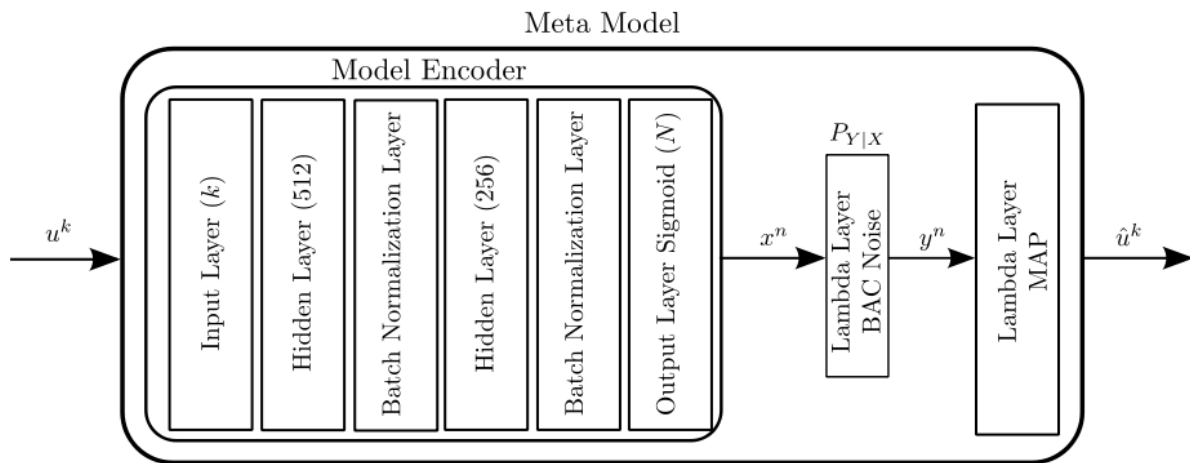 Meta Model
Model Encoder
u^k
Input Layer (k)
Hidden Layer (512)
Batch Normalization Layer
Hidden Layer (256)
Batch Normalization Layer
Output Layer Sigmoid (N)
x^n
P_{Y|X}
Lambda Layer
BAC Noise
y^n
Lambda Layer
MAP
û^k